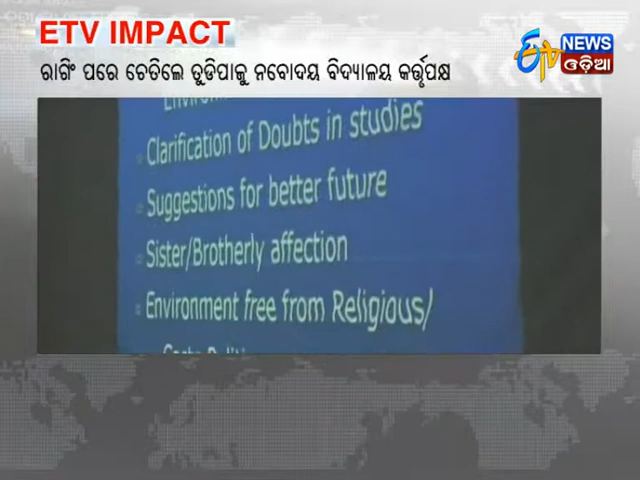 ETV IMPACT
ରାଗିଂ ପରେ ଚେତିଲେ ତୁଡିପାକୁ ନବୋଦୟ ବିଦ୍ୟାଳୟ କର୍ତ୍ତୃପକ୍ଷ
ETV NEWS
ଓଡ଼ିଆ
Clarification of Doubts in studies
Suggestions for better future
Sister/Brotherly affection
Environment free from Religious/